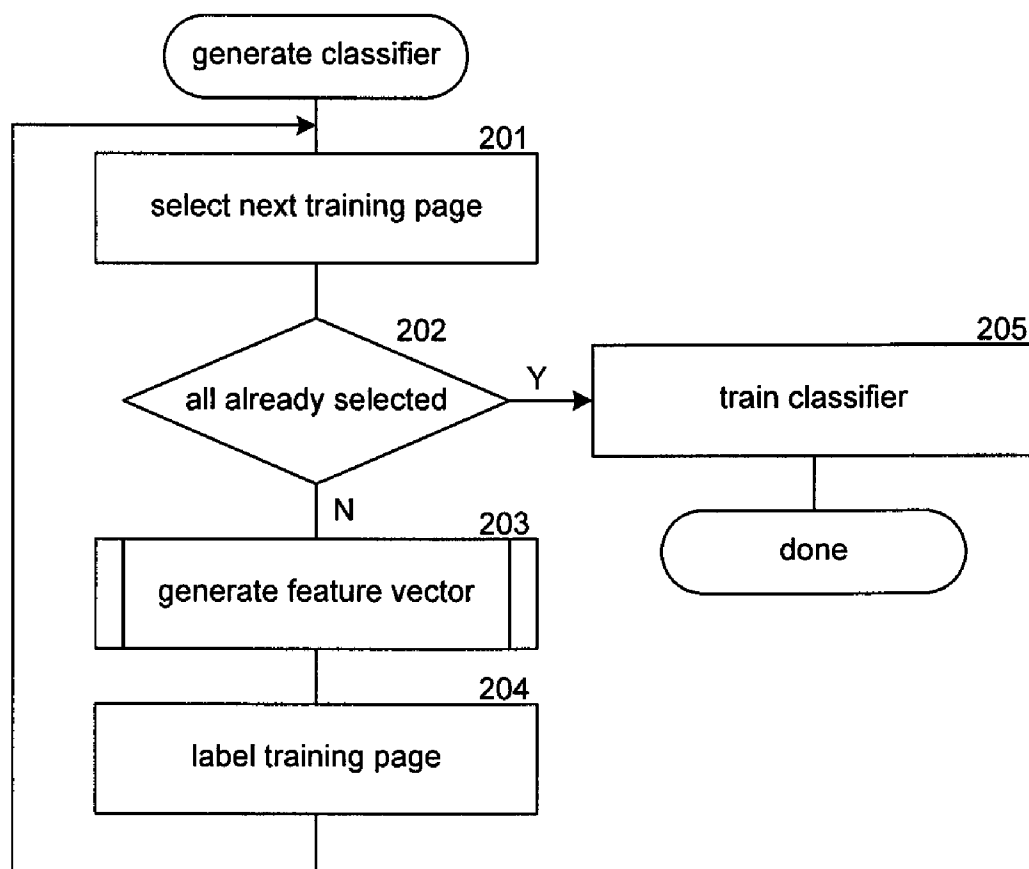 generate classifier
201
select next training page
202
all already selected
Y
205
train classifier
N
203
generate feature vector
done
204
label training page